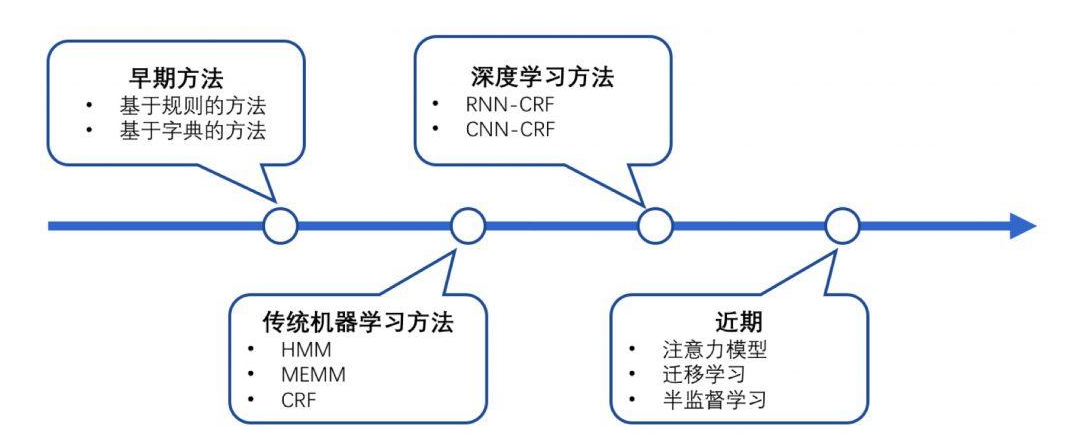 早期方法
• 基于规则的方法
• 基于字典的方法
传统机器学习方法
• HMM
• MEMM
• CRF
深度学习方法
• RNN-CRF
• CNN-CRF
近期
• 注意力模型
• 迁移学习
• 半监督学习